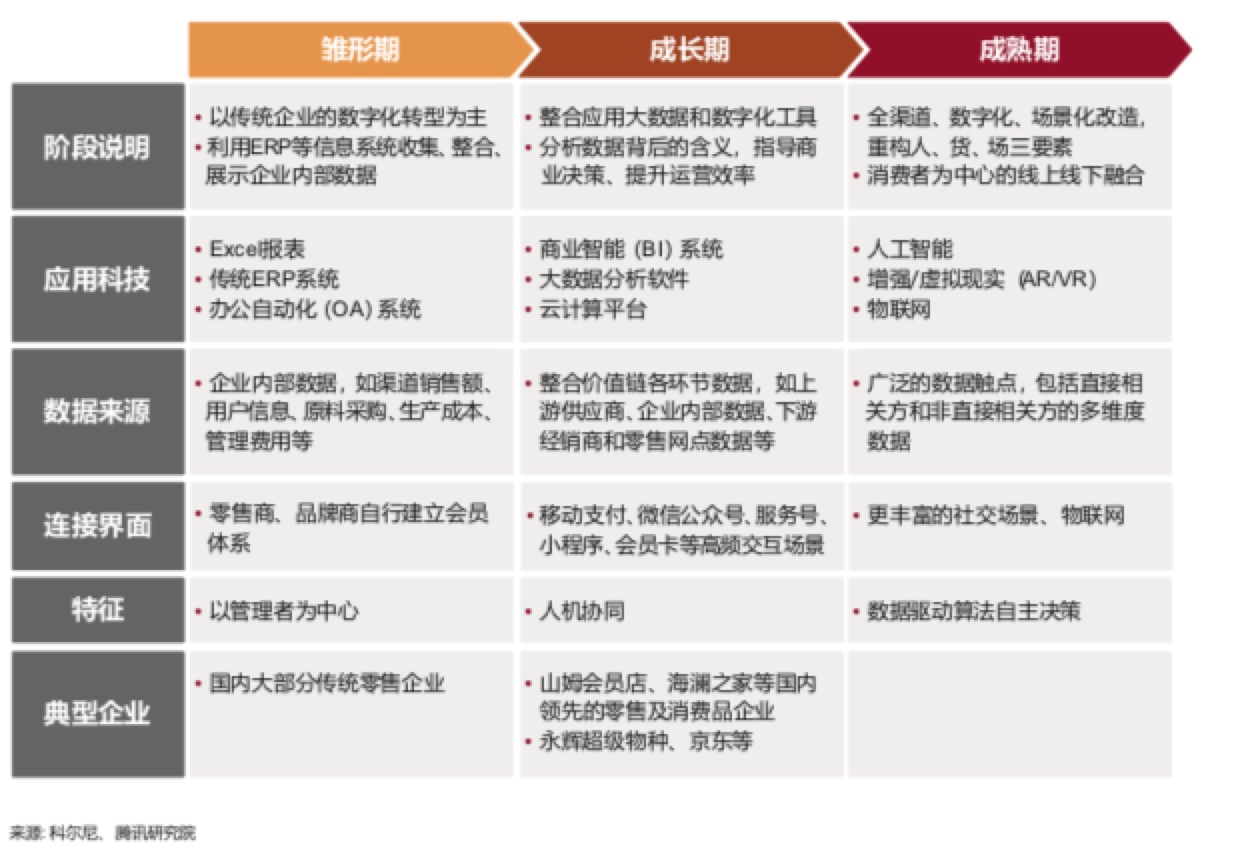 雏形期
成长期
成熟期
阶段说明
• 以传统企业的数字化转型为主
• 利用ERP等信息系统收集、整合、
展示企业内部数据
• 整合应用大数据和数字化工具
• 分析数据背后的含义，指导商
业决策、提升运营效率
• 全渠道、数字化、场景化改造，
重构人、货、场三要素
• 消费者为中心的线上线下融合
应用科技
• Excel报表
• 传统ERP系统
• 办公自动化 (OA) 系统
• 商业智能 (BI) 系统
• 大数据分析软件
• 云计算平台
• 人工智能
• 增强/虚拟现实 (AR/VR)
• 物联网
数据来源
• 企业内部数据，如渠道销售额、
用户信息、原料采购、生产成本、
管理费用等
• 整合价值链各环节数据，如上
游供应商、企业内部数据、下游
经销商和零售网点数据等
• 广泛的数据触点，包括直接相
关方和非直接相关方的多维度
数据
连接界面
• 零售商、品牌商自行建立会员
体系
• 移动支付、微信公众号、服务号、
小程序、会员卡等高频交互场景
• 更丰富的社交场景、物联网
特征
• 以管理者为中心
• 人机协同
• 数据驱动算法自主决策
典型企业
• 国内大部分传统零售企业
• 山姆会员店、海澜之家等国内
领先的零售及消费品企业
• 永辉超级物种、京东等
来源: 科尔尼、腾讯研究院